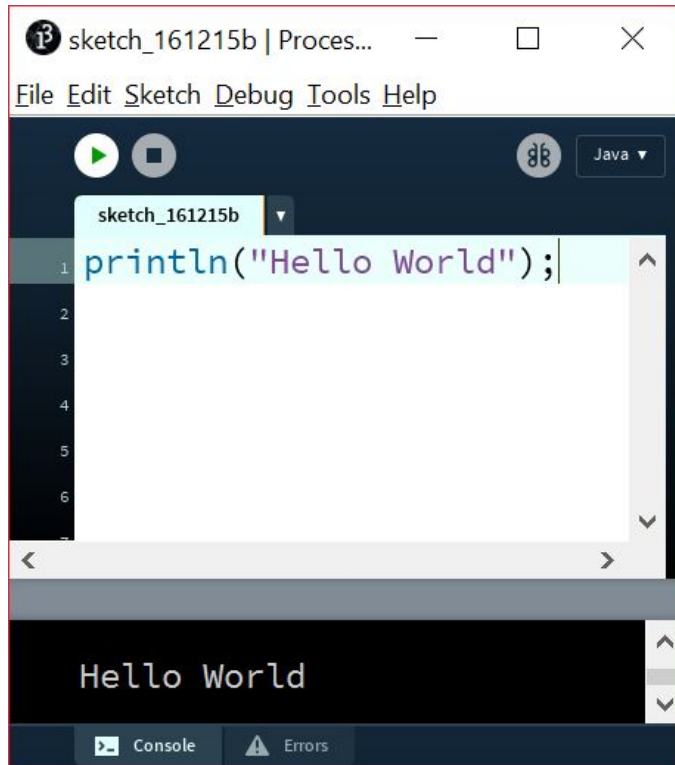 sketch_161215b | Proces...
File Edit Sketch Debug Tools Help
Java ▼
sketch_161215b ▼
1 println("Hello World");
2
3
4
5
6
Hello World
Console Errors